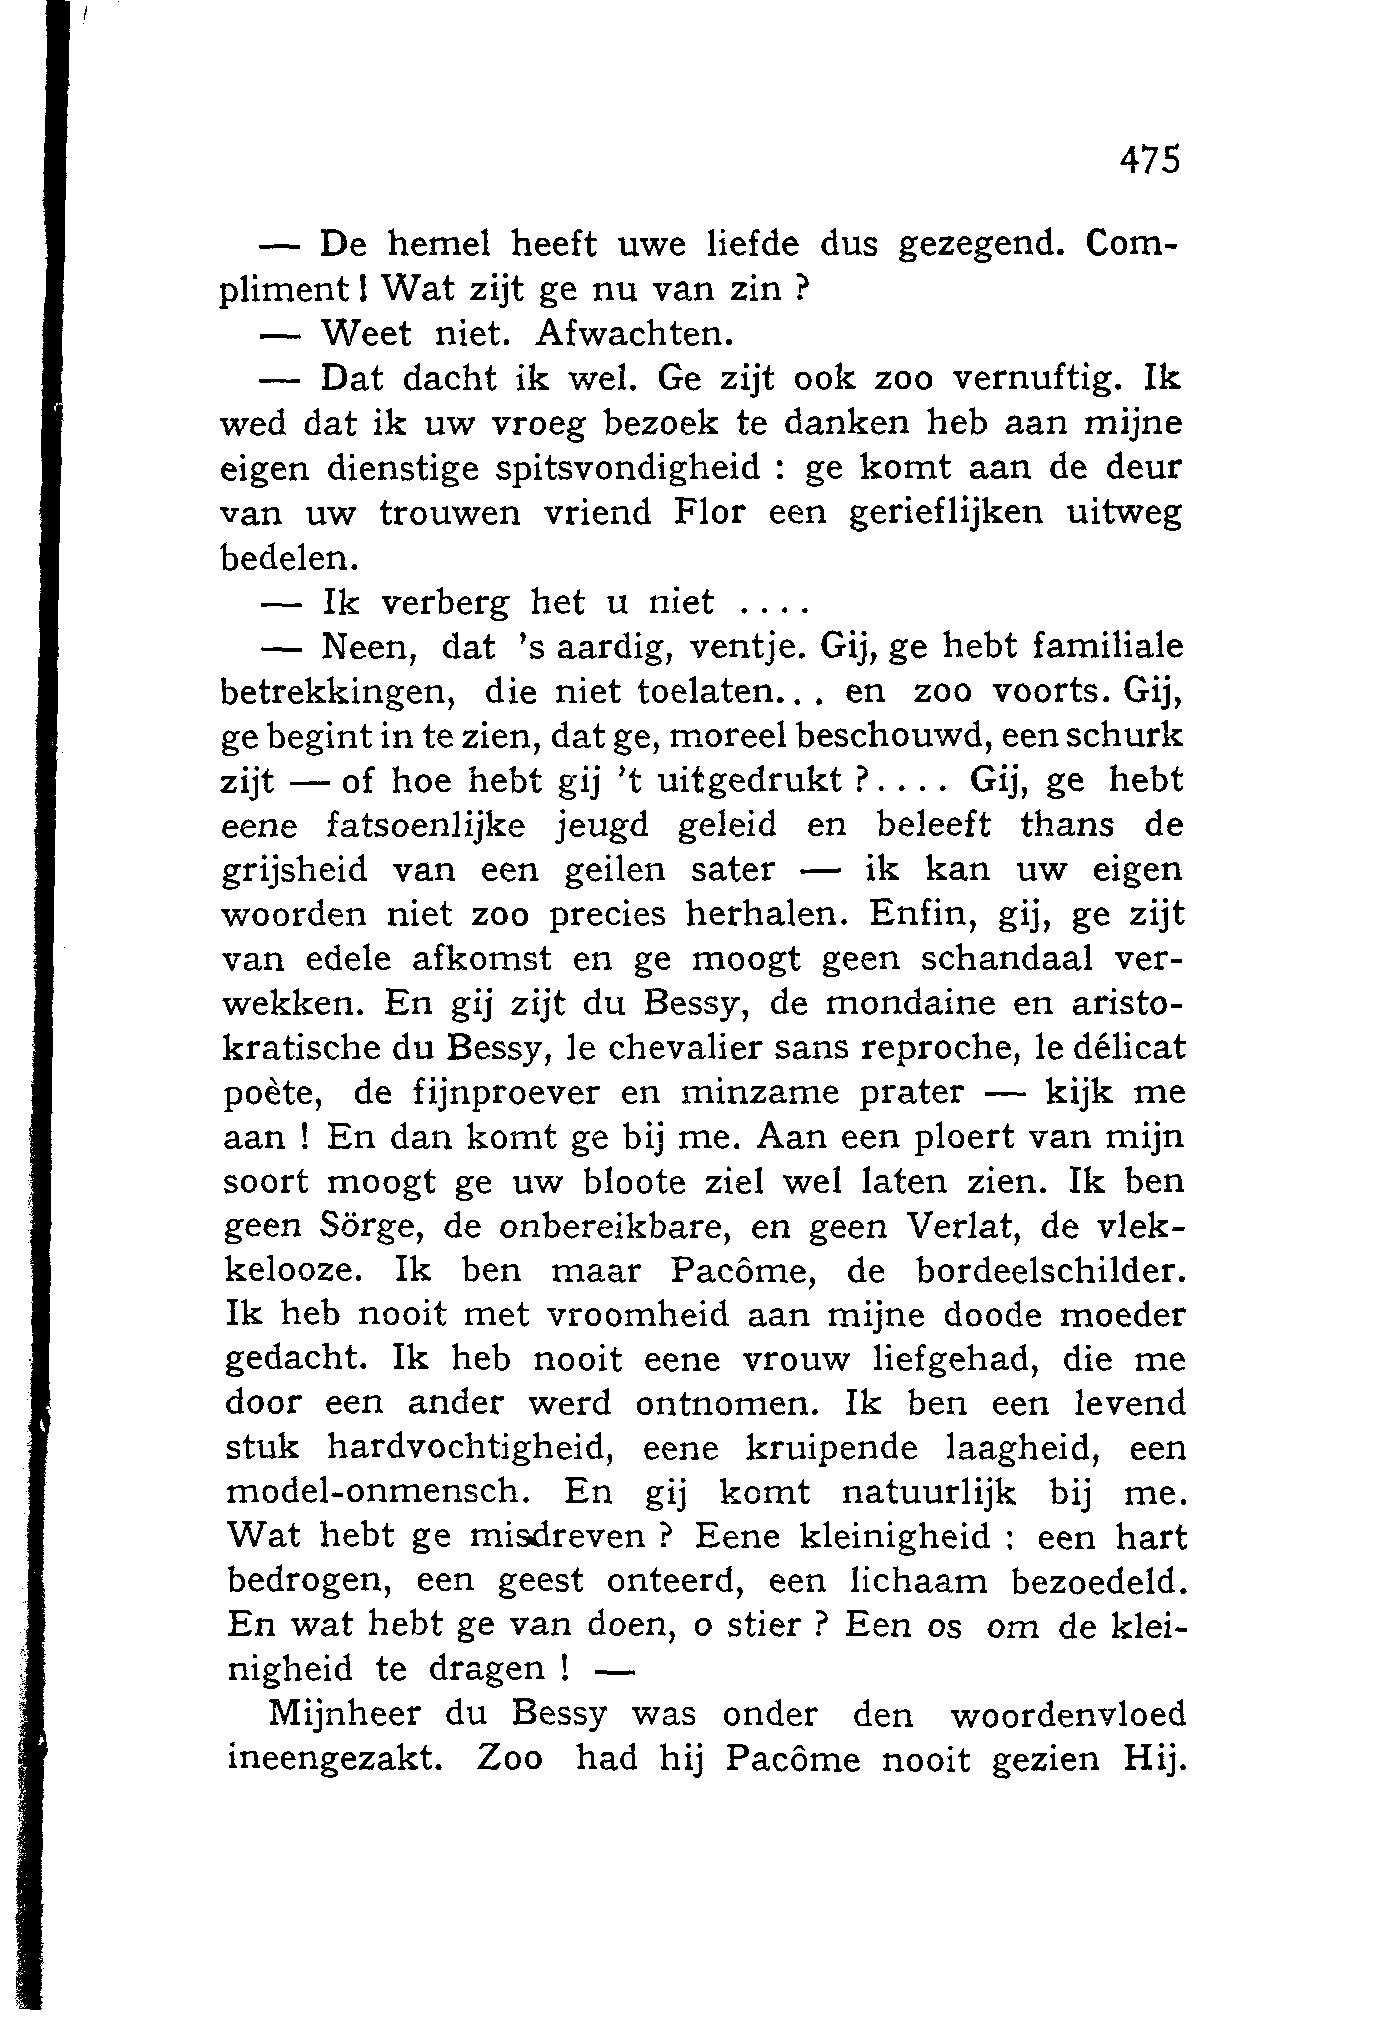 475
— De hemel heeft uwe liefde dus gezegend. Com-
pliment ! Wat zijt ge nu van zin ?
— Weet niet. Afwachten.
— Dat dacht ik wel. Ge zijt ook zoo vernuftig. Ik
wed dat ik uw vroeg bezoek te danken heb aan mijne
eigen dienstige spitsvondigheid : ge komt aan de deur
van uw trouwen vriend Flor een gerieflijken uitweg
bedelen.
— Ik verberg het u niet ....
— Neen, dat 's aardig, ventje. Gij, ge hebt familiale
betrekkingen, die niet toelaten... en zoo voorts. Gij,
ge begint in te zien, dat ge, moreel beschouwd, een schurk
zijt — of hoe hebt gij 't uitgedrukt ?.... Gij, ge hebt
eene fatsoenlijke jeugd geleid en beleeft thans de
grijsheid van een geilen sater — ik kan uw eigen
woorden niet zoo precies herhalen. Enfin, gij, ge zijt
van edele afkomst en ge moogt geen schandaal ver-
wekken. En gij zijt du Bessy, de mondaine en aristo-
kratische du Bessy, le chevalier sans reproche, le délicat
poète, de fijnproever en minzame prater — kijk me
aan ! En dan komt ge bij me. Aan een ploert van mijn
soort moogt ge uw bloote ziel wel laten zien. Ik ben
geen Sörge, de onbereikbare, en geen Verlat, de vlek-
kelooze. Ik ben maar Pacôme, de bordeelschilder.
Ik heb nooit met vroomheid aan mijne doode moeder
gedacht. Ik heb nooit eene vrouw liefgehad, die me
door een ander werd ontnomen. Ik ben een levend
stuk hardvochtigheid, eene kruipende laagheid, een
model-onmensch. En gij komt natuurlijk bij me.
Wat hebt ge misdreven ? Eene kleinigheid : een hart
bedrogen, een geest onteerd, een lichaam bezoedeld.
En wat hebt ge van doen, o stier ? Een os om de klei-
nigheid te dragen ! —
Mijnheer du Bessy was onder den woordenvloed
ineengezakt. Zoo had hij Pacôme nooit gezien Hij.